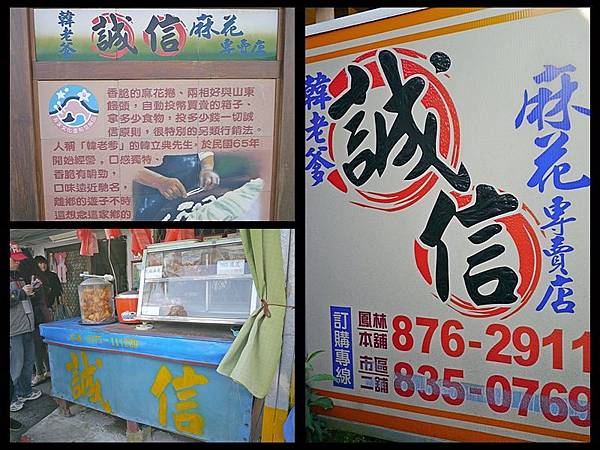 韓老爹
誠信
麻花
專賣店
香脆的麻花捲、兩相好與山東
饅頭，自動投幣買賣的箱子、
拿多少食物，投多少錢一切誠
信原則，很特別的另類行銷法。
人稱「韓老爹」的韓立典先生，於民國65年
開始經營，口感獨特、
香脆有嚼勁，
口味遠近馳名，
離鄉的遊子不時
還想念這家鄉的
韓老爹
誠信
麻花
專賣店
訂購專線
鳳林本舖 876-2911
市區二舖 835-0769
誠信